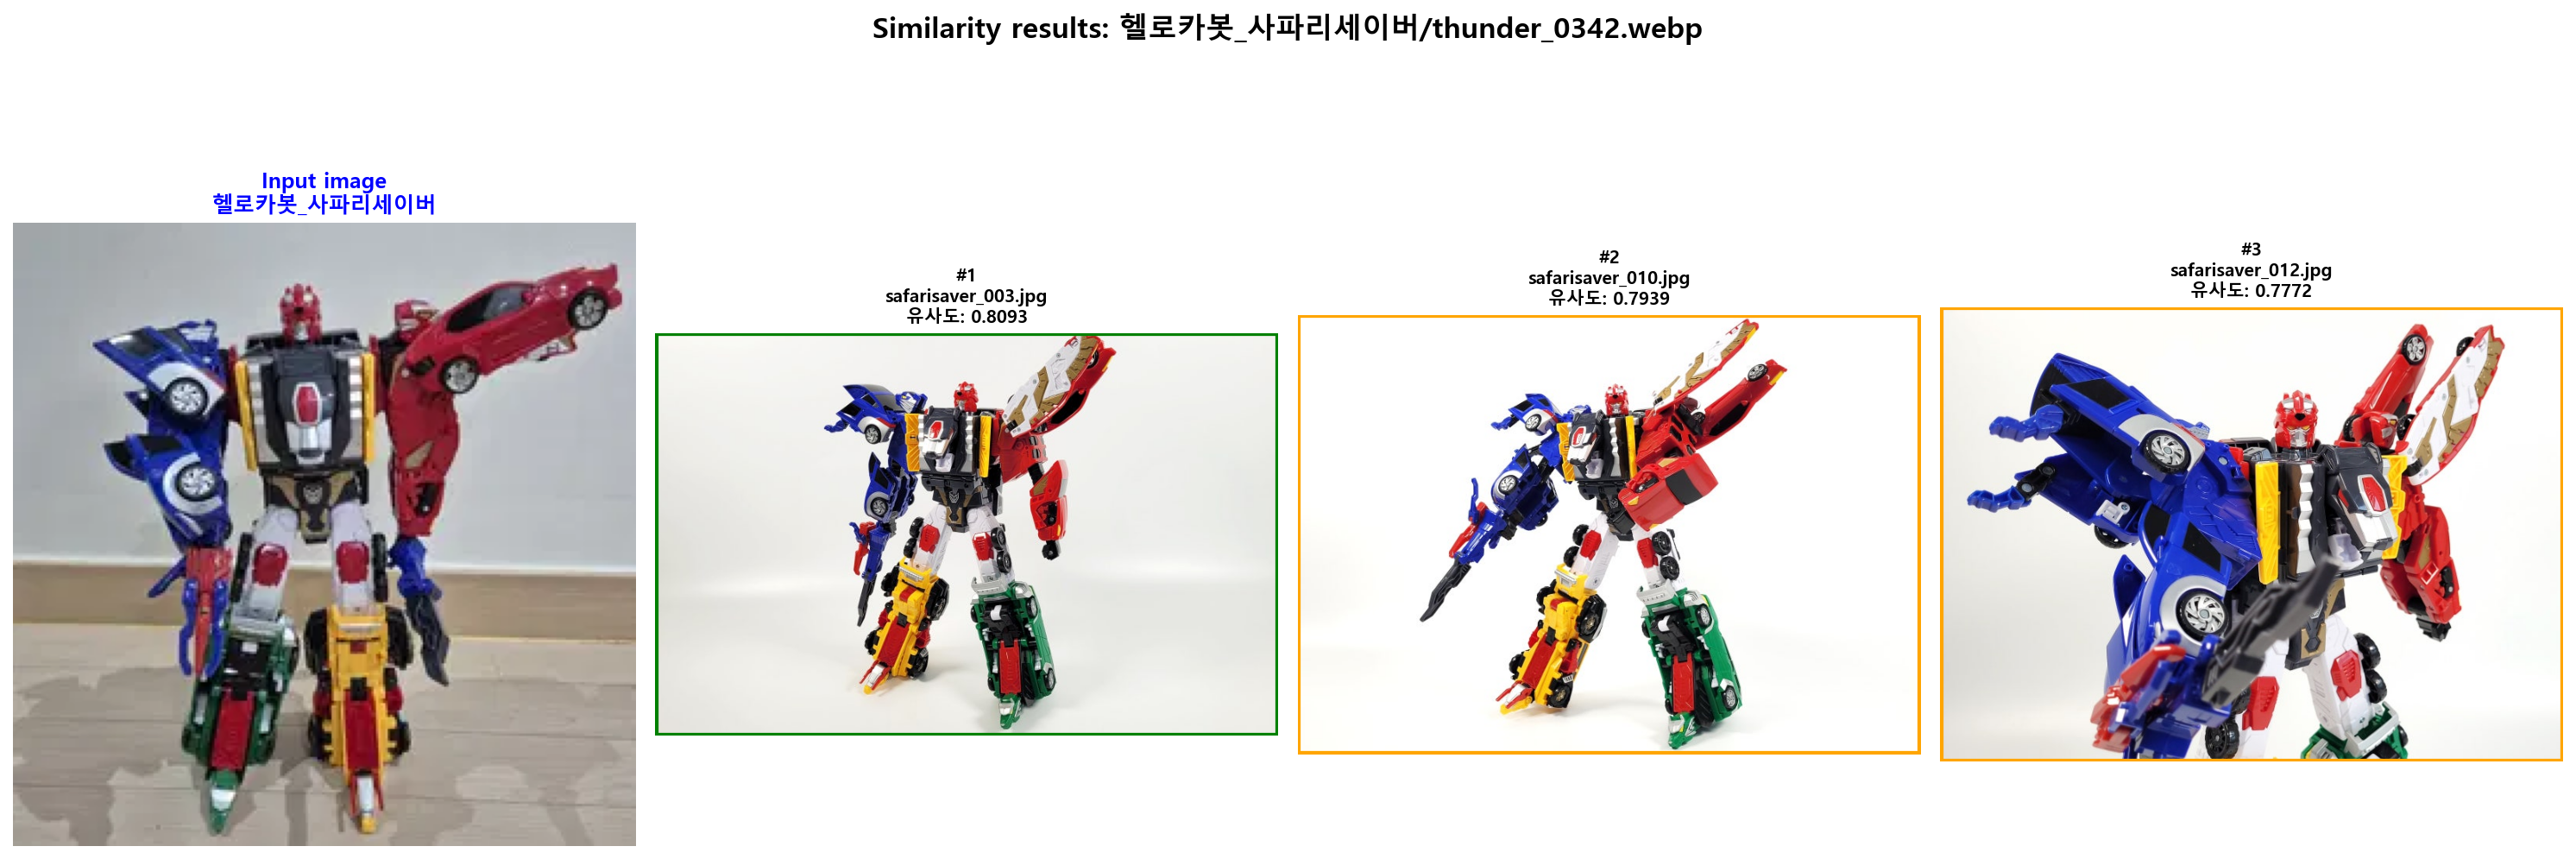 Similarity results: 헬로카봇_사파리세이버/thunder_0342.webp
Input image
헬로카봇_사파리세이버
#1
safarisaver_003.jpg
유사도: 0.8093
#2
safarisaver_010.jpg
유사도: 0.7939
#3
safarisaver_012.jpg
유사도: 0.7772